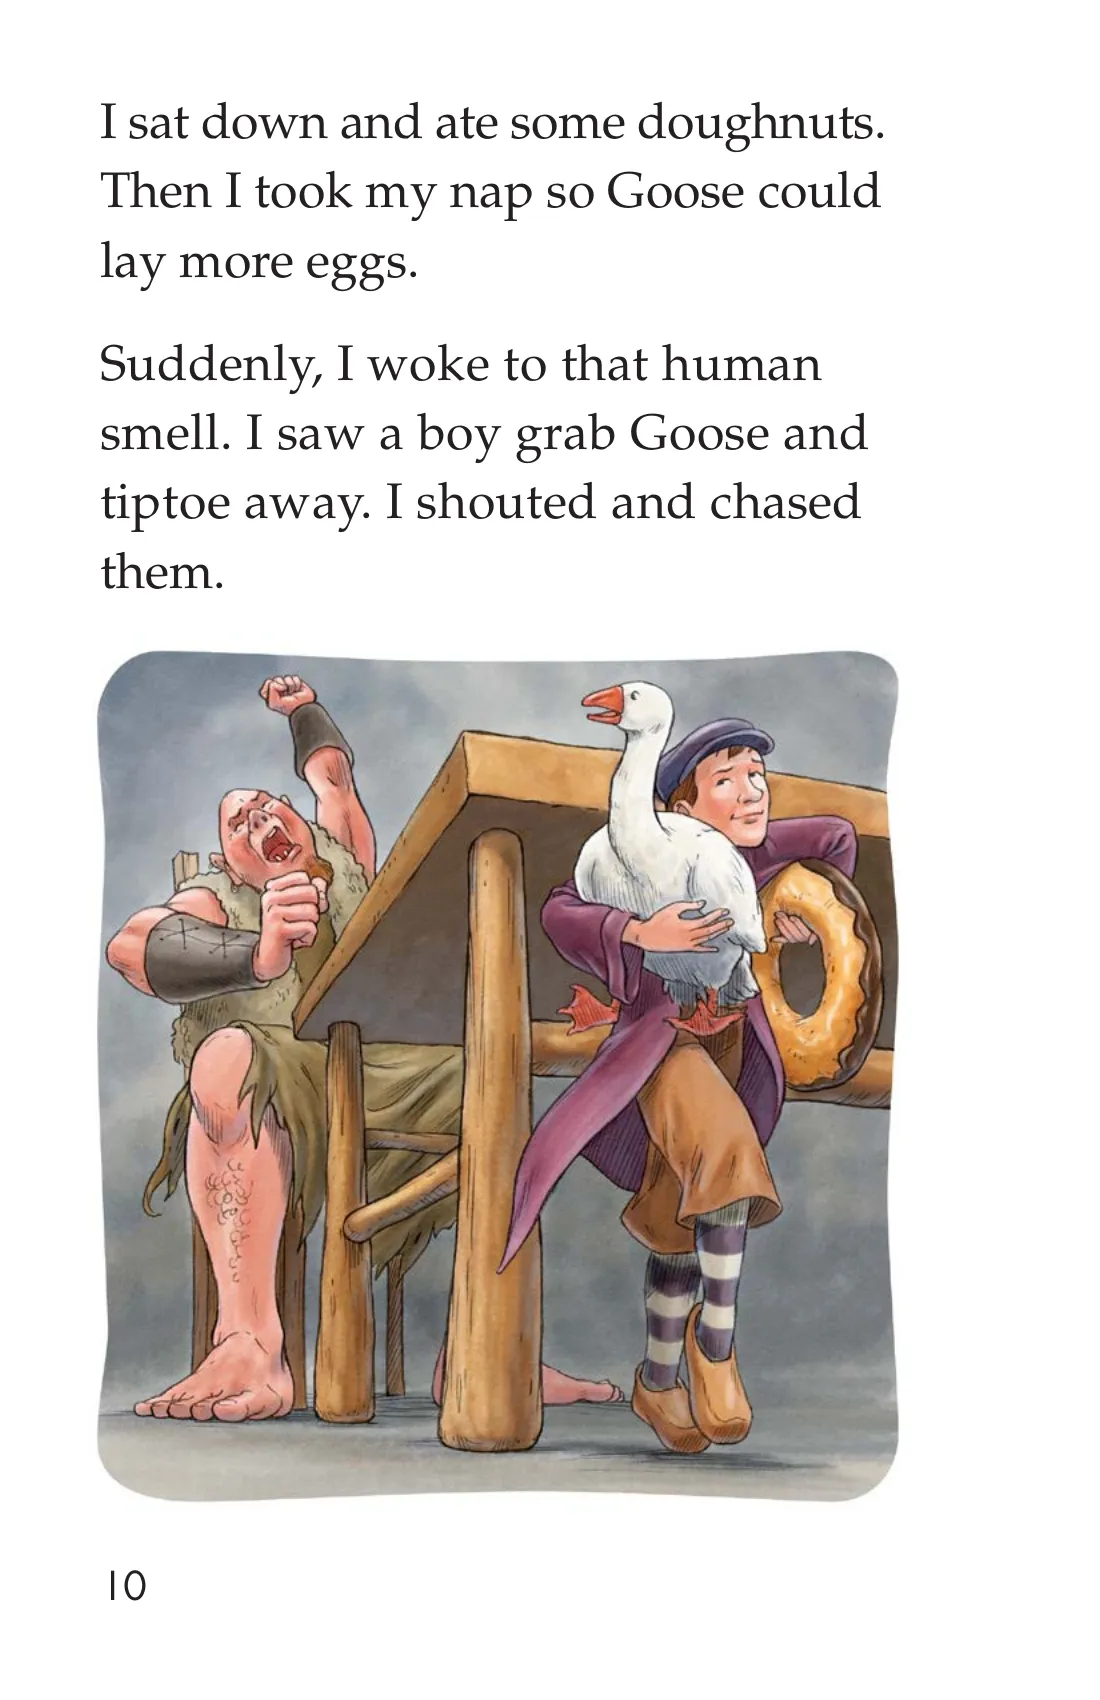 I sat down and ate some doughnuts.
Then I took my nap so Goose could
lay more eggs.
Suddenly, I woke to that human
smell. I saw a boy grab Goose and
tiptoe away. I shouted and chased
them.
10